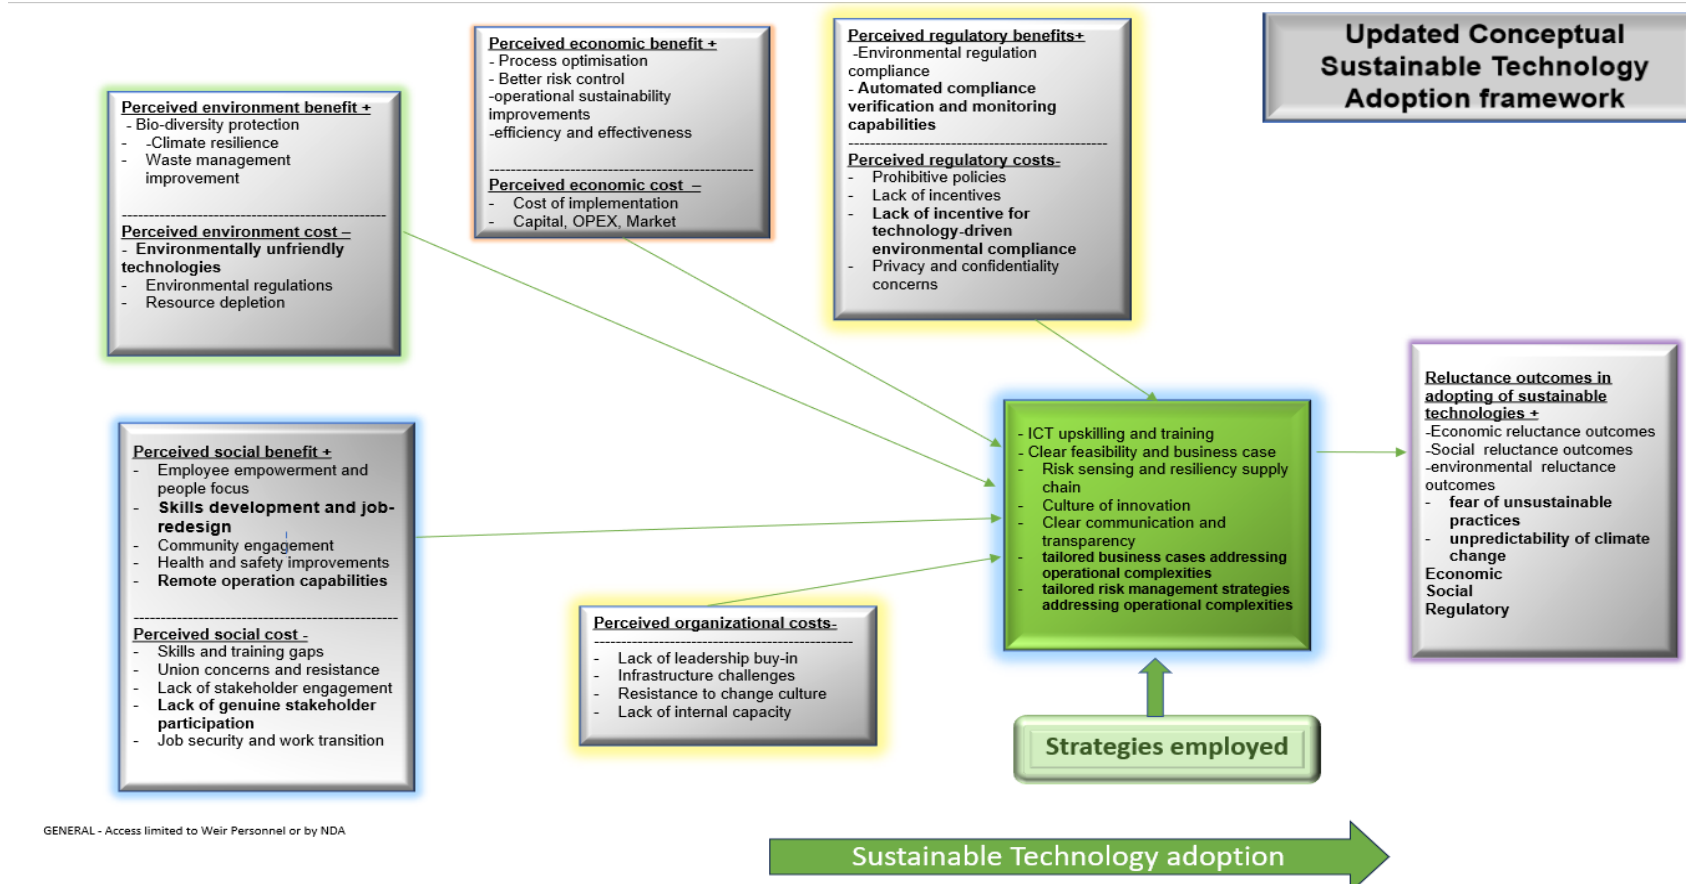 Updated Conceptual
Sustainable Technology
Adoption framework
Perceived environment benefit +
- Bio-diversity protection
- -Climate resilience
- Waste management
improvement
--------------------------------------------------------------
Perceived environment cost –
- Environmentally unfriendly
technologies
- Environmental regulations
- Resource depletion
Perceived economic benefit +
- Process optimisation
- Better risk control
-operational sustainability
improvements
-efficiency and effectiveness
--------------------------------------------------------------
Perceived economic cost –
- Cost of implementation
- Capital, OPEX, Market
Perceived regulatory benefits+
-Environmental regulation
compliance
- Automated compliance
verification and monitoring
capabilities
--------------------------------------------------------------
Perceived regulatory costs-
- Prohibitive policies
- Lack of incentives
- Lack of incentive for
technology-driven
environmental compliance
- Privacy and confidentiality
concerns
Perceived social benefit +
- Employee empowerment and
people focus
- Skills development and job-
redesign
- Community engagement
- Health and safety improvements
- Remote operation capabilities
--------------------------------------------------------------
Perceived social cost -
- Skills and training gaps
- Union concerns and resistance
- Lack of stakeholder engagement
- Lack of genuine stakeholder
participation
- Job security and work transition
Perceived organizational costs-
--------------------------------------------------------------
- Lack of leadership buy-in
- Infrastructure challenges
- Resistance to change culture
- Lack of internal capacity
- ICT upskilling and training
- Clear feasibility and business case
- Risk sensing and resiliency supply
chain
- Culture of innovation
- Clear communication and
transparency
- tailored business cases addressing
operational complexities
- tailored risk management strategies
addressing operational complexities
Strategies employed
Reluctance outcomes in
adopting of sustainable
technologies +
-Economic reluctance outcomes
-Social reluctance outcomes
-environmental reluctance
outcomes
- fear of unsustainable
practices
- unpredictability of climate
change
Economic
Social
Regulatory
GENERAL - Access limited to Weir Personnel or by NDA
Sustainable Technology adoption